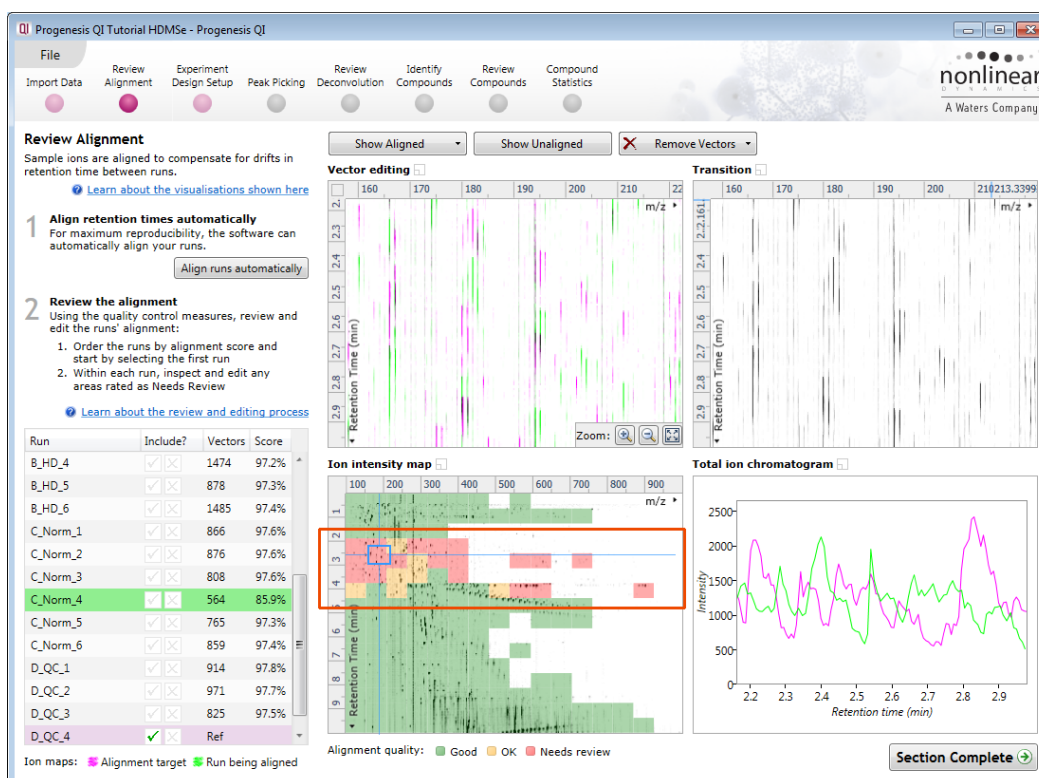 Progenesis QI Tutorial HDMSe - Progenesis QI
File
Import Data
Review
Alignment
Experiment
Design Setup
Peak Picking
Review
Deconvolution
Identify
Compounds
Review
Compounds
Compound
Statistics
nonlinear
DYNAMICS
A Waters Company
Review Alignment
Sample ions are aligned to compensate for drifts in
retention time between runs.
Learn about the visualisations shown here
1 Align retention times automatically
For maximum reproducibility, the software can
automatically align your runs.
Align runs automatically
2 Review the alignment
Using the quality control measures, review and
edit the runs' alignment:
1. Order the runs by alignment score and
start by selecting the first run
2. Within each run, inspect and edit any
areas rated as Needs Review
Learn about the review and editing process
Run Include? Vectors Score
B_HD_4 1474 97.2%
B_HD_5 878 97.3%
B_HD_6 1485 97.4%
C_Norm_1 866 97.6%
C_Norm_2 876 97.6%
C_Norm_3 808 97.6%
C_Norm_4 564 85.9%
C_Norm_5 765 97.3%
C_Norm_6 859 97.4%
D_QC_1 914 97.8%
D_QC_2 971 97.7%
D_QC_3 825 97.5%
D_QC_4 Ref
Ion maps: Alignment target Run being aligned
Show Aligned Show Unaligned Remove Vectors
Vector editing
160 170 180 190 200 210 22
m/z
2. 2.3 2.4 2.5 2.6 2.7 2.8 2.9
Retention Time (min)
Zoom:
Transition
160 170 180 190 200 210 213.3399
m/z
2.2.161 2.3 2.4 2.5 2.6 2.7 2.8 2.9
Retention Time (min)
Ion intensity map
100 200 300 400 500 600 700 800 900
m/z
1 2 3 4 5 6 7 8 9
Retention Time (min)
Alignment quality: Good OK Needs review
Total ion chromatogram
2500
2000
1500
1000
500
0
Intensity
2.2 2.3 2.4 2.5 2.6 2.7 2.8 2.9
Retention time (min)
Section Complete